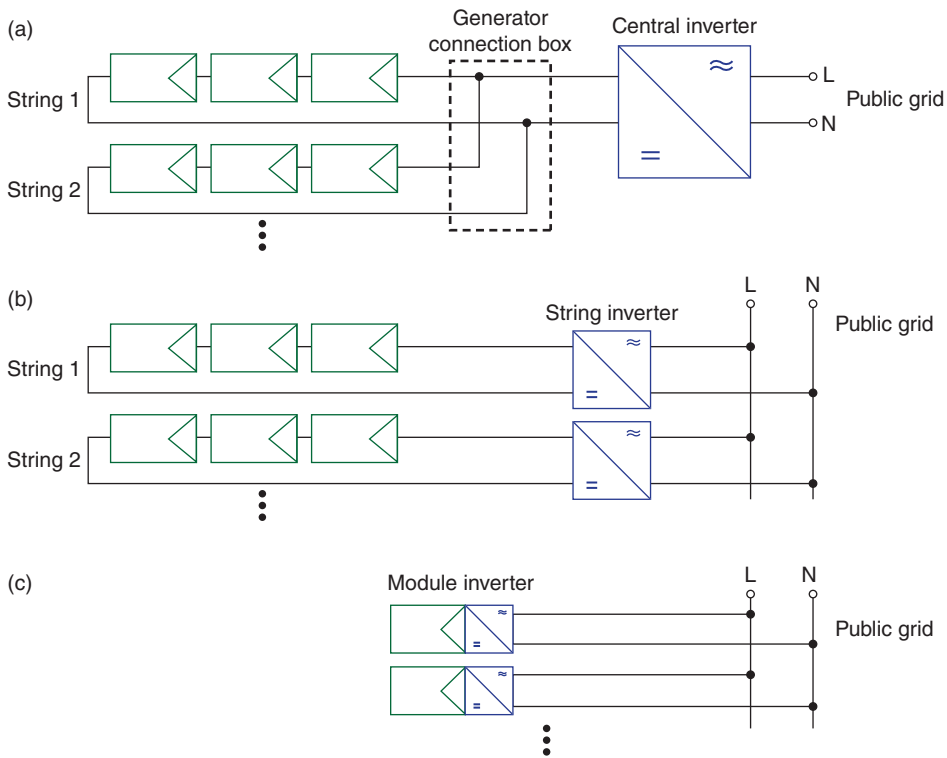 (a)
Generator
connection box
Central inverter
String 1
L
Public grid
N
String 2
(b)
L
N
Public grid
String inverter
String 1
String 2
(c)
Module inverter
L
N
Public grid